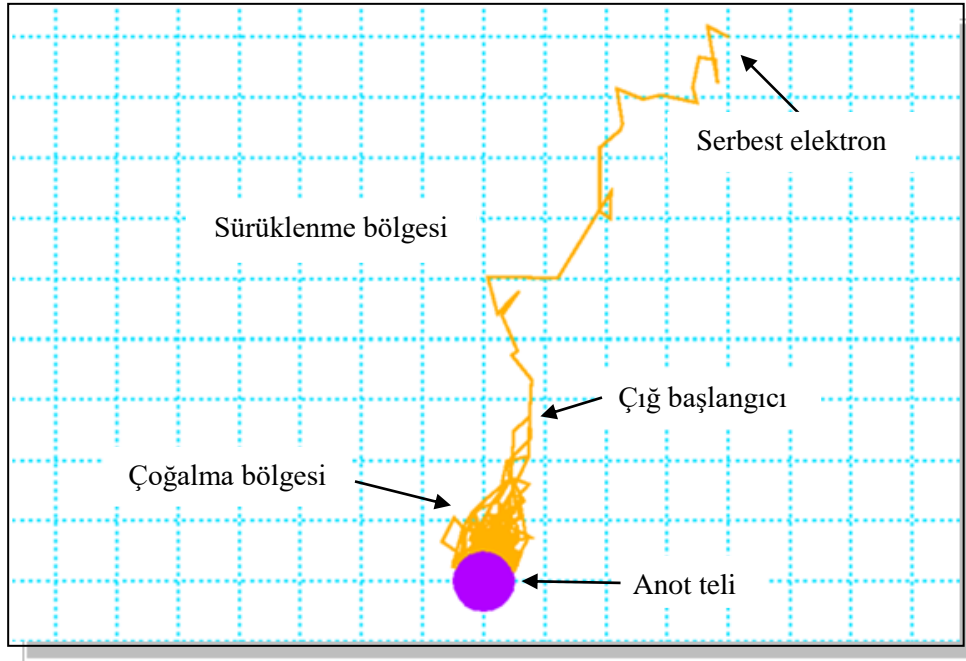 Serbest elektron
Sürüklenme bölgesi
Çığ başlangıcı
Çoğalma bölgesi
Anot teli